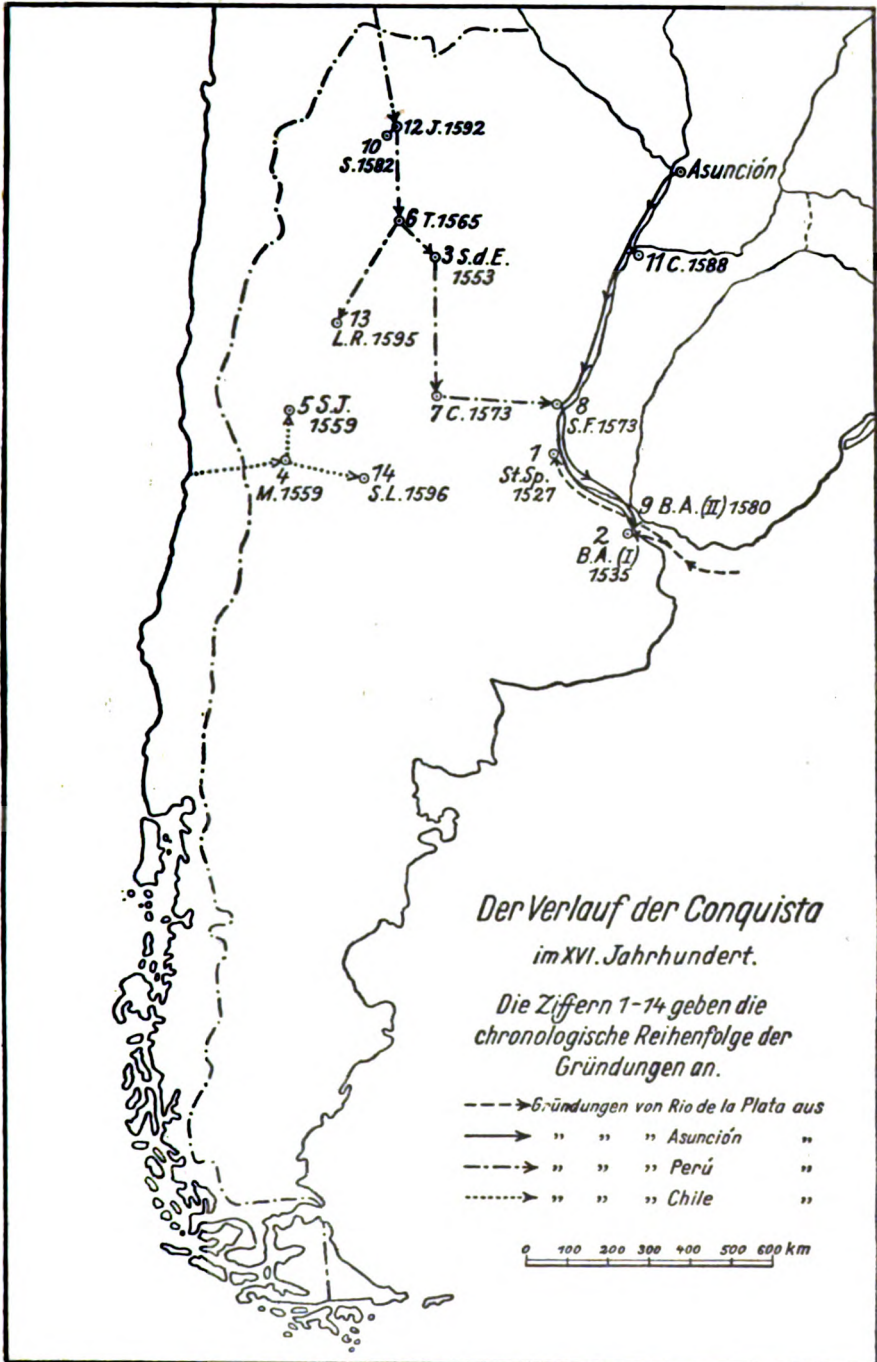 12 J. 1592
10
S. 1582
Asunción
6 T. 1565
3 S.d.E.
1553
11 C. 1588
13
L.R. 1595
5 S.J.
1559
7 C. 1573
8
S.F. 1573
4
M. 1559
14
S.L. 1596
1
St.Sp.
1527
9 B.A. (II) 1580
2
B.A. (I)
1535
Der Verlauf der Conquista
im XVI. Jahrhundert.
Die Ziffern 1-14 geben die
chronologische Reihenfolge der
Gründungen an.
Gründungen von Rio de la Plata aus
" " " Asunción "
" " " Perú "
" " " Chile "
0 100 200 300 400 500 600 km